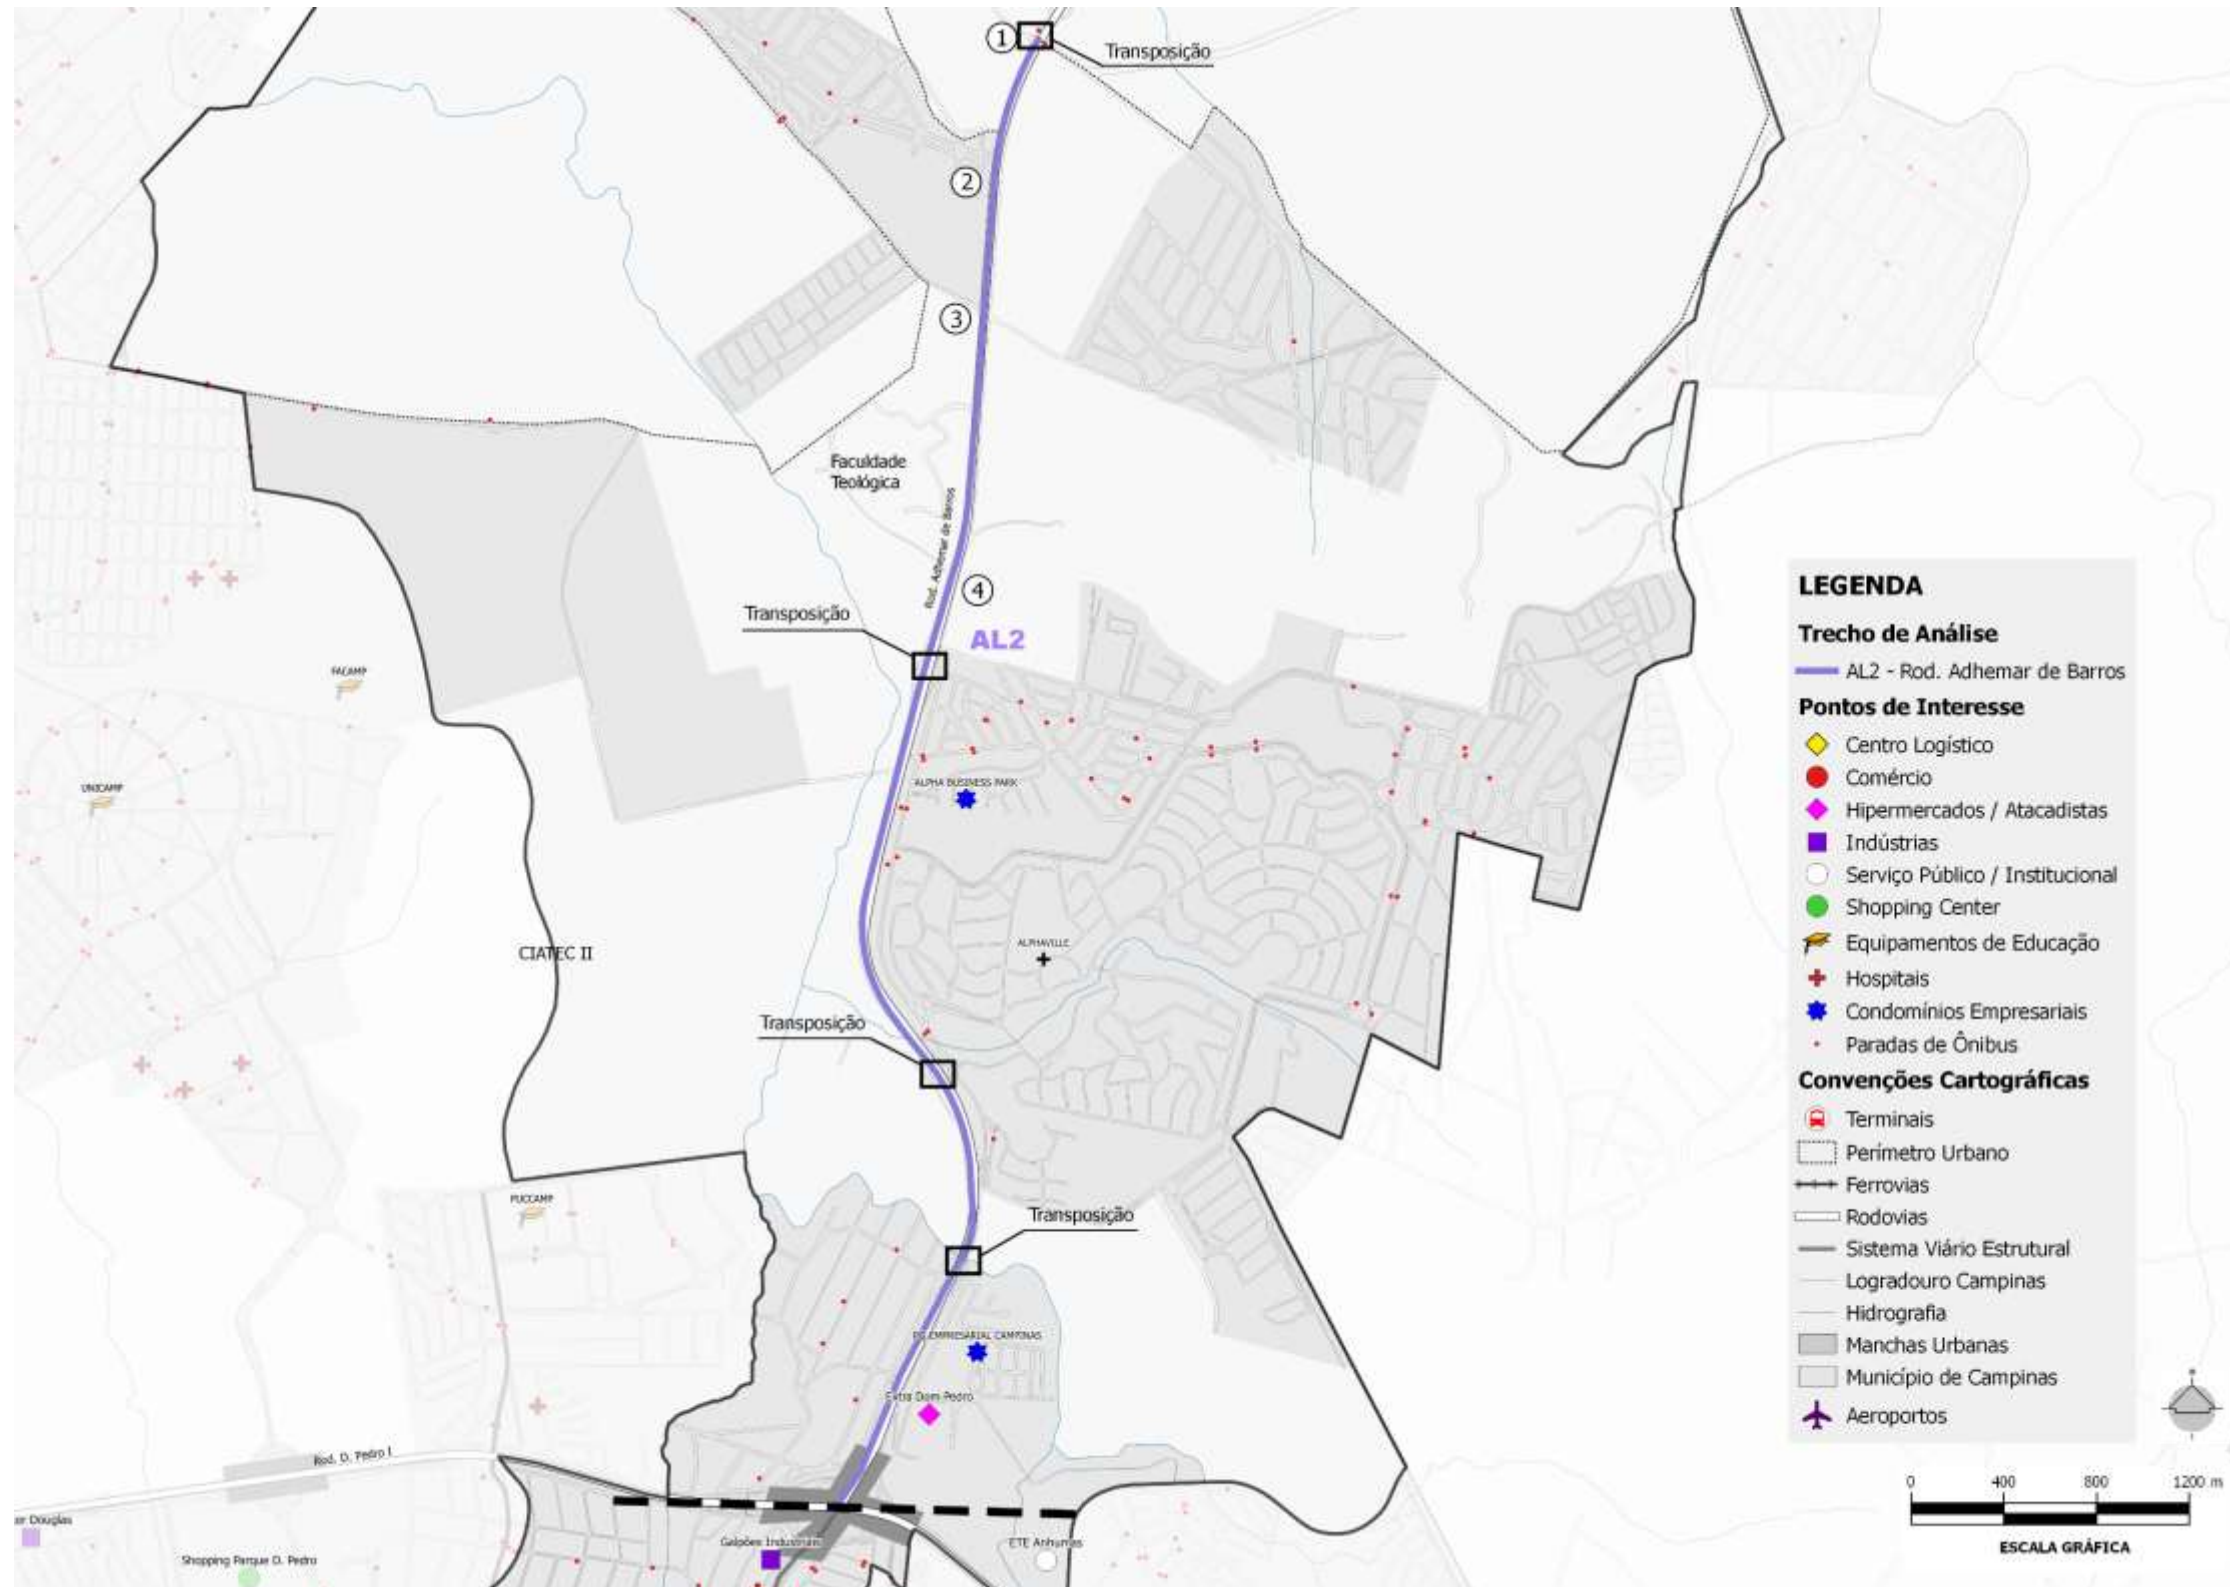 1
Transposição
2
3
Faculdade
Teológica
Rod. Adhemar de Barros
4
Transposição
AL2
FACAMP
UNICAMP
ALPHA BUSINESS PARK
ALPHAVILLE
CIATEC II
Transposição
PUCCAMP
Transposição
EMPRESARIAL CAMPINAS
Extra Dom Pedro
Rod. D. Pedro I
er Douglas
Shopping Parque D. Pedro
Galpões Industriais
ETE Anhumas
LEGENDA
Trecho de Análise
AL2 - Rod. Adhemar de Barros
Pontos de Interesse
Centro Logístico
Comércio
Hipermercados / Atacadistas
Indústrias
Serviço Público / Institucional
Shopping Center
Equipamentos de Educação
Hospitais
Condomínios Empresariais
Paradas de Ônibus
Convenções Cartográficas
Terminais
Perímetro Urbano
Ferrovias
Rodovias
Sistema Viário Estrutural
Logradouro Campinas
Hidrografia
Manchas Urbanas
Município de Campinas
Aeroportos
0 400 800 1200 m
ESCALA GRÁFICA